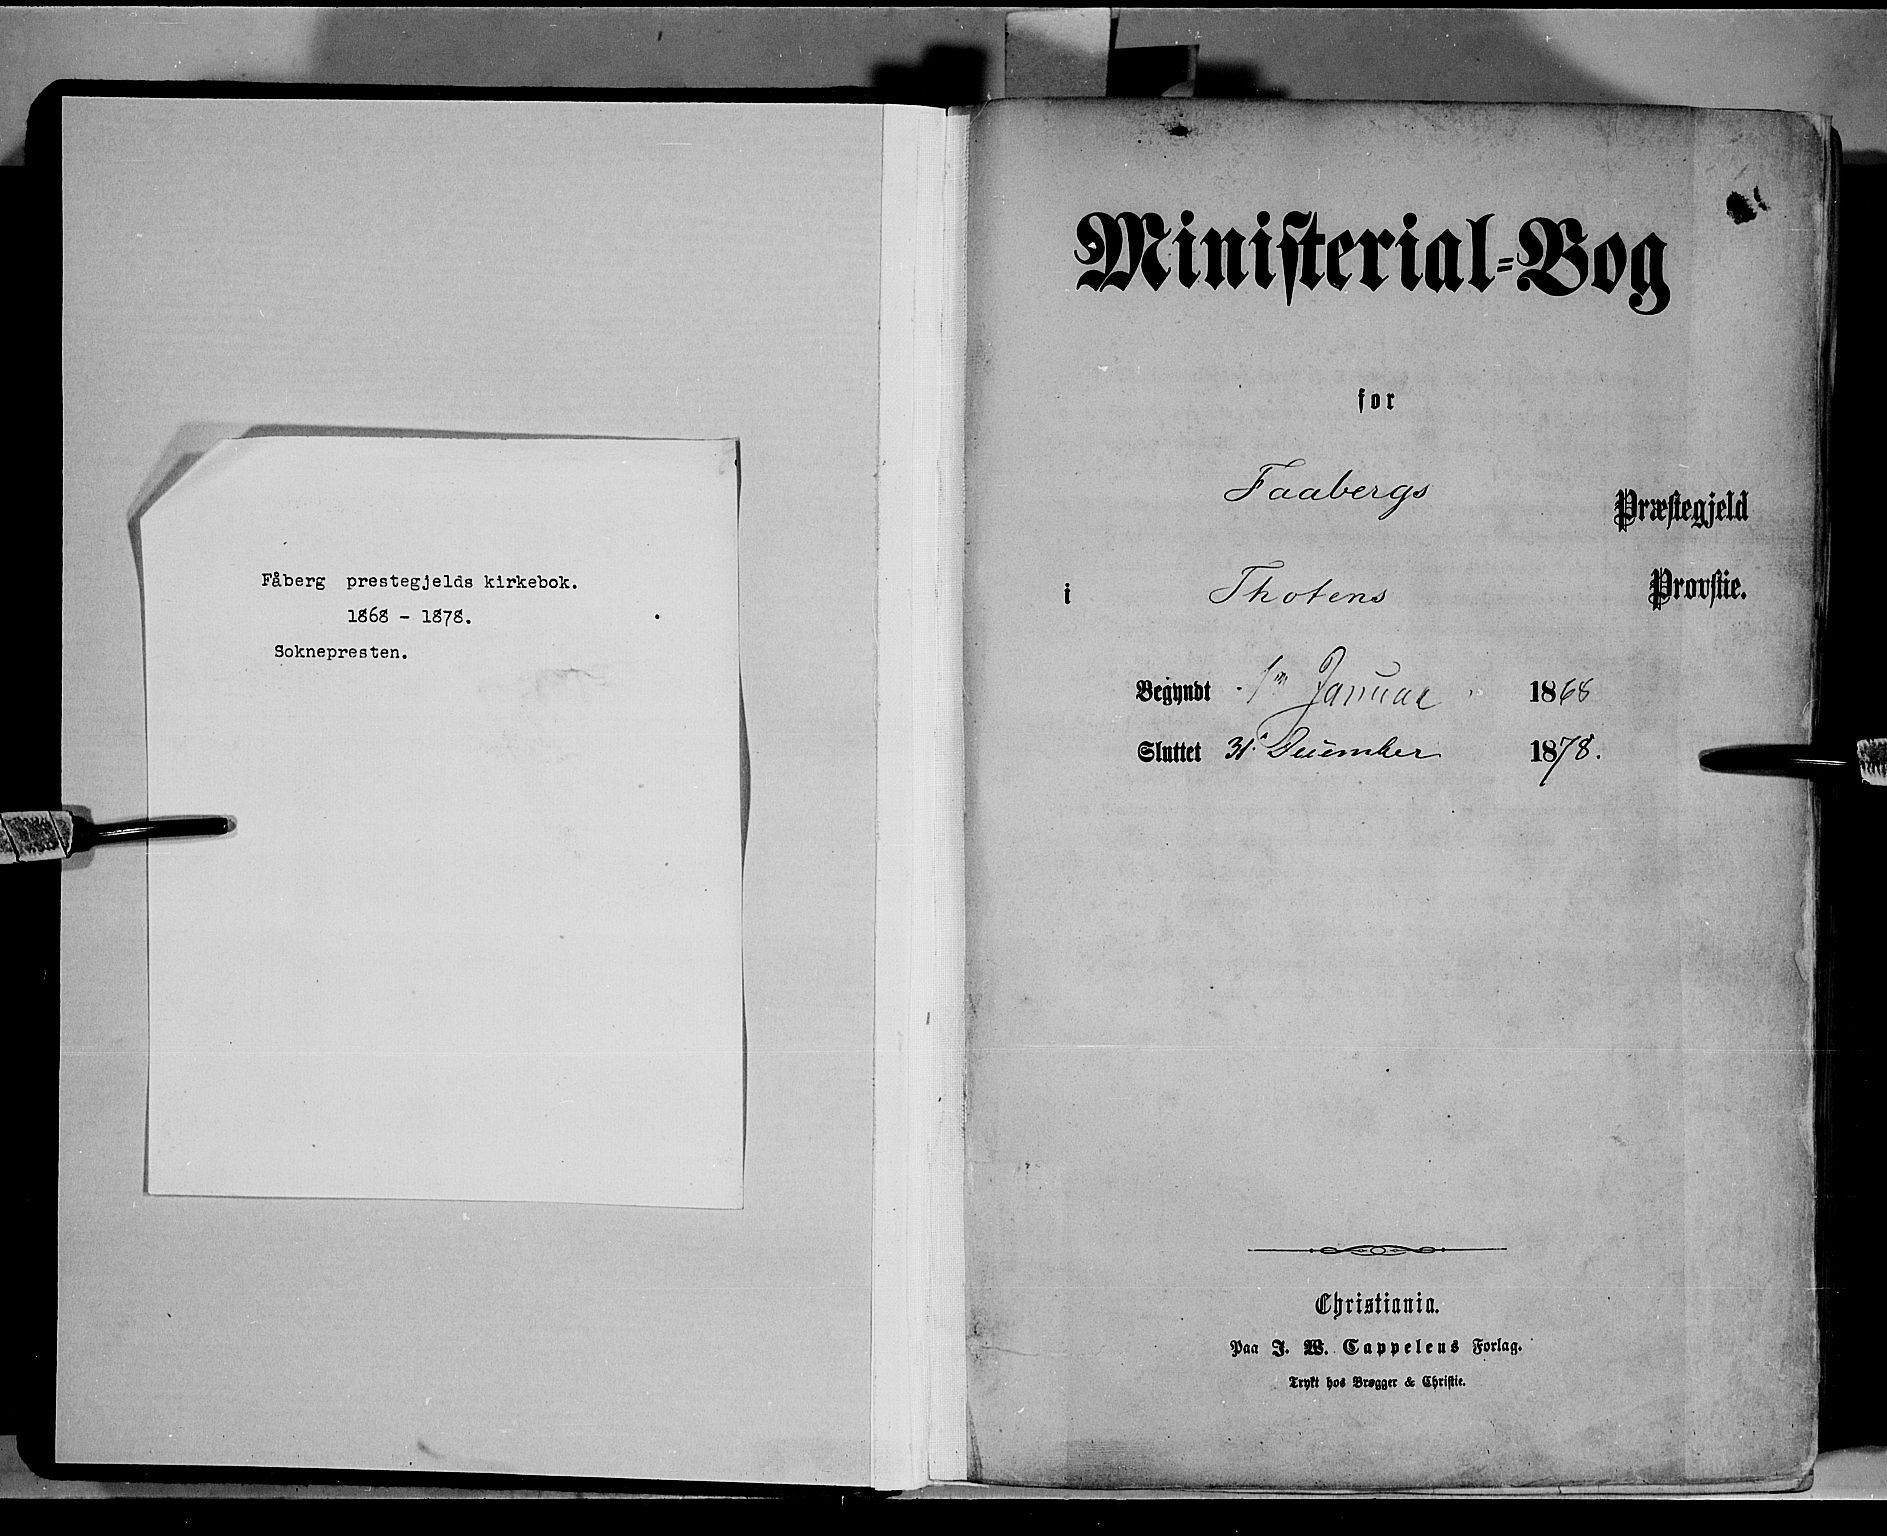 Fåberg prestegjelds kirkebok.
1868 - 1878.
Soknepresten.
Ministerial=Bog
for
Faabergs Præstegjeld
i Thotens Provstie.
Begyndt 1ste Januar 1868
Sluttet 31. December 1878.
Christiania.
Paa J. W. Cappelens Forlag.
Trykt hos Brøgger & Christie.